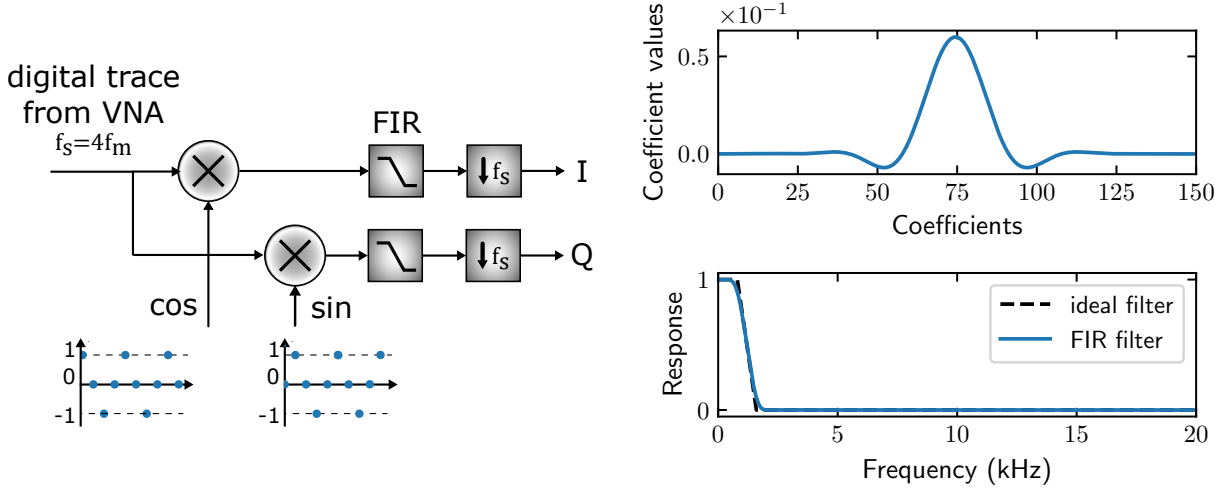 digital trace
from VNA
fs=4fm
FIR
↓ fs
I
↓ fs
Q
cos
sin
1
0
-1
1
0
-1
×10⁻¹
Coefficient values
0.5
0.0
0 25 50 75 100 125 150
Coefficients
Response
1
0
ideal filter
FIR filter
0 5 10 15 20
Frequency (kHz)